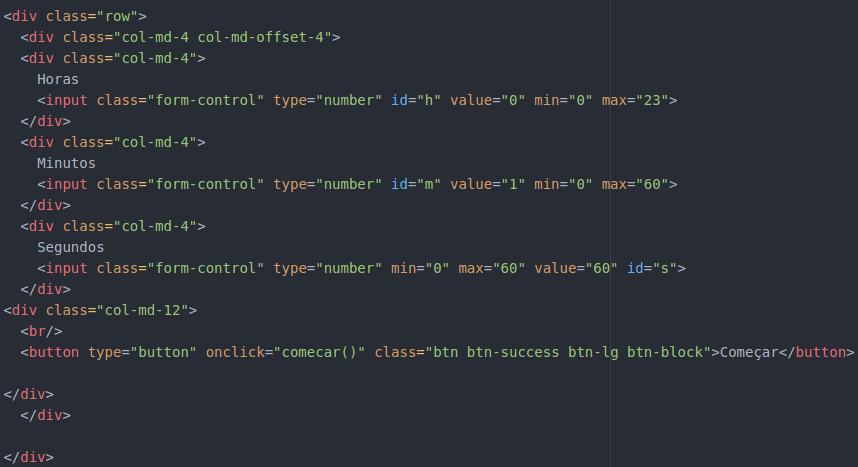 <div class="row">
  <div class="col-md-4 col-md-offset-4">
  <div class="col-md-4">
    Horas
    <input class="form-control" type="number" id="h" value="0" min="0" max="23">
  </div>
  <div class="col-md-4">
    Minutos
    <input class="form-control" type="number" id="m" value="1" min="0" max="60">
  </div>
  <div class="col-md-4">
    Segundos
    <input class="form-control" type="number" min="0" max="60" value="60" id="s">
  </div>
<div class="col-md-12">
  <br/>
  <button type="button" onclick="comecar()" class="btn btn-success btn-lg btn-block">Começar</button>

</div>
  </div>

</div>